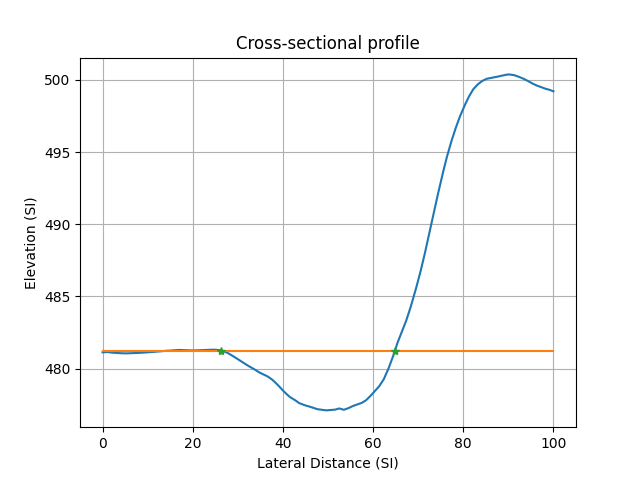 Cross-sectional profile
500
495
490
485
480
Elevation (SI)
0 20 40 60 80 100
Lateral Distance (SI)